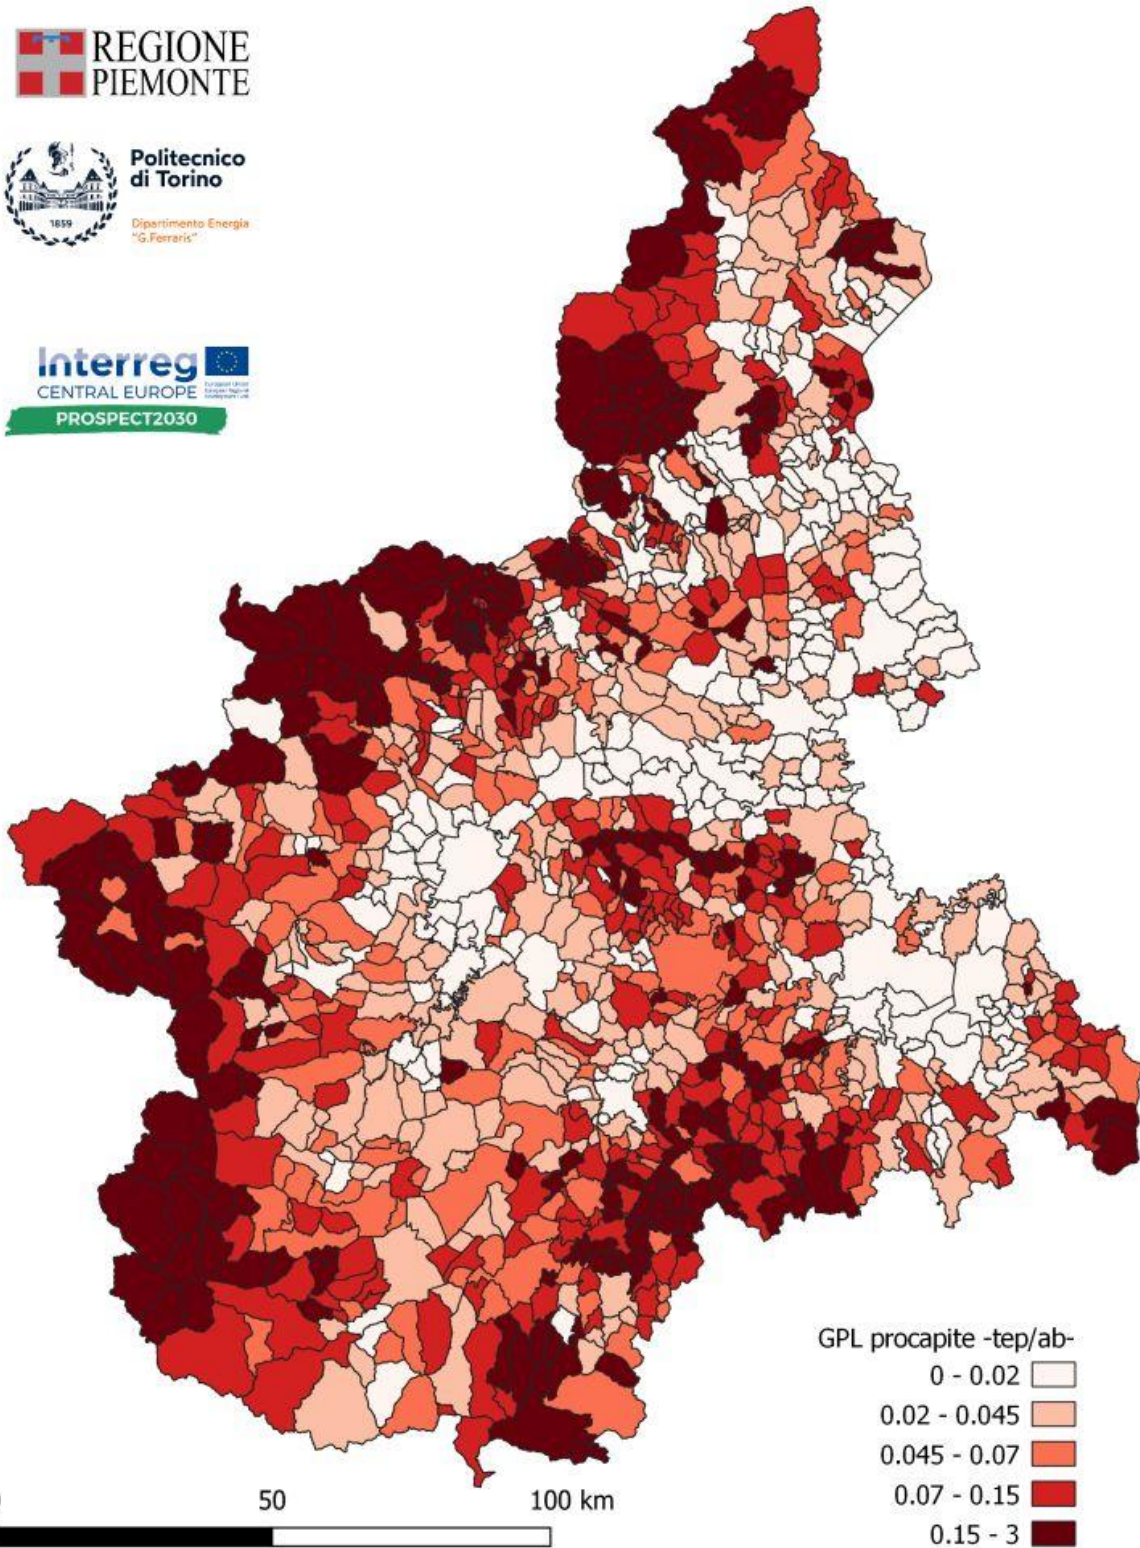 REGIONE
PIEMONTE
Politecnico
di Torino
1859
Dipartimento Energia
"G.Ferraris"
Interreg
CENTRAL EUROPE
PROSPECT2030
GPL procapite -tep/ab-
0 - 0.02
0.02 - 0.045
0.045 - 0.07
0.07 - 0.15
0.15 - 3
50
100 km